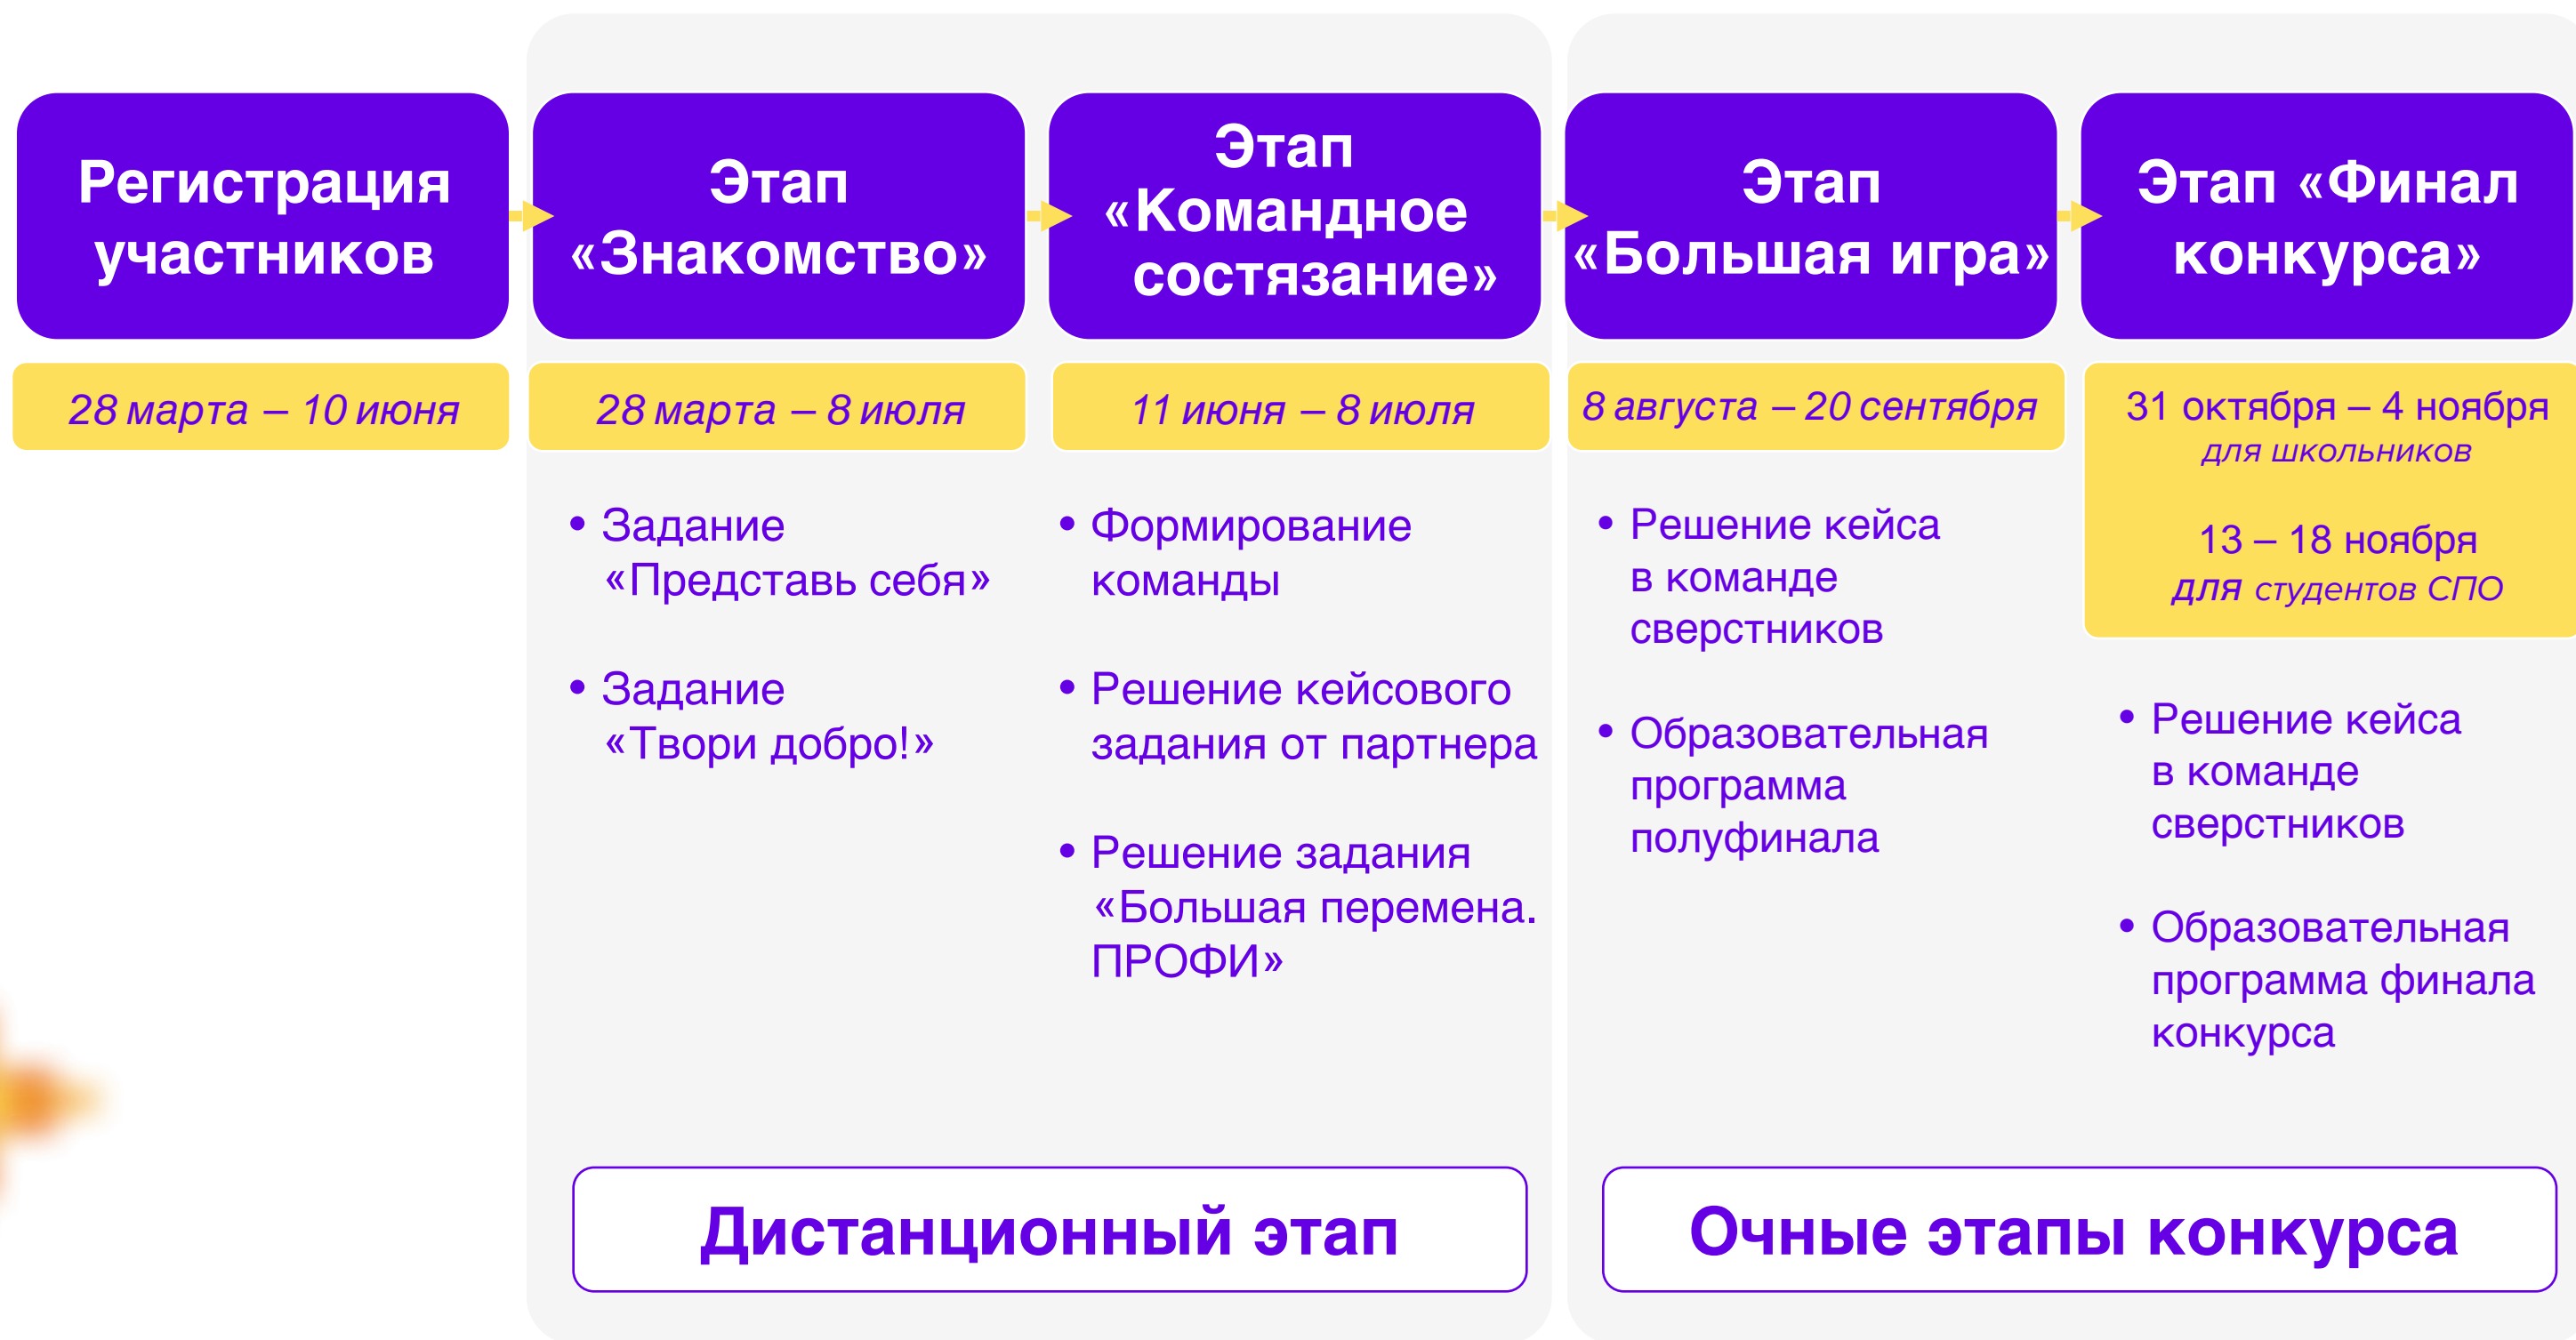 Регистрация
участников
28 марта – 10 июня
Этап
«Знакомство»
28 марта – 8 июля
• Задание
«Представь себя»
• Задание
«Твори добро!»
Этап
«Командное
состязание»
11 июня – 8 июля
• Формирование
команды
• Решение кейсового
задания от партнера
• Решение задания
«Большая перемена.
ПРОФИ»
Дистанционный этап
Этап
«Большая игра»
8 августа – 20 сентября
• Решение кейса
в команде
сверстников
• Образовательная
программа
полуфинала
Этап «Финал
конкурса»
31 октября – 4 ноября
для школьников
13 – 18 ноября
для студентов СПО
• Решение кейса
в команде
сверстников
• Образовательная
программа финала
конкурса
Очные этапы конкурса